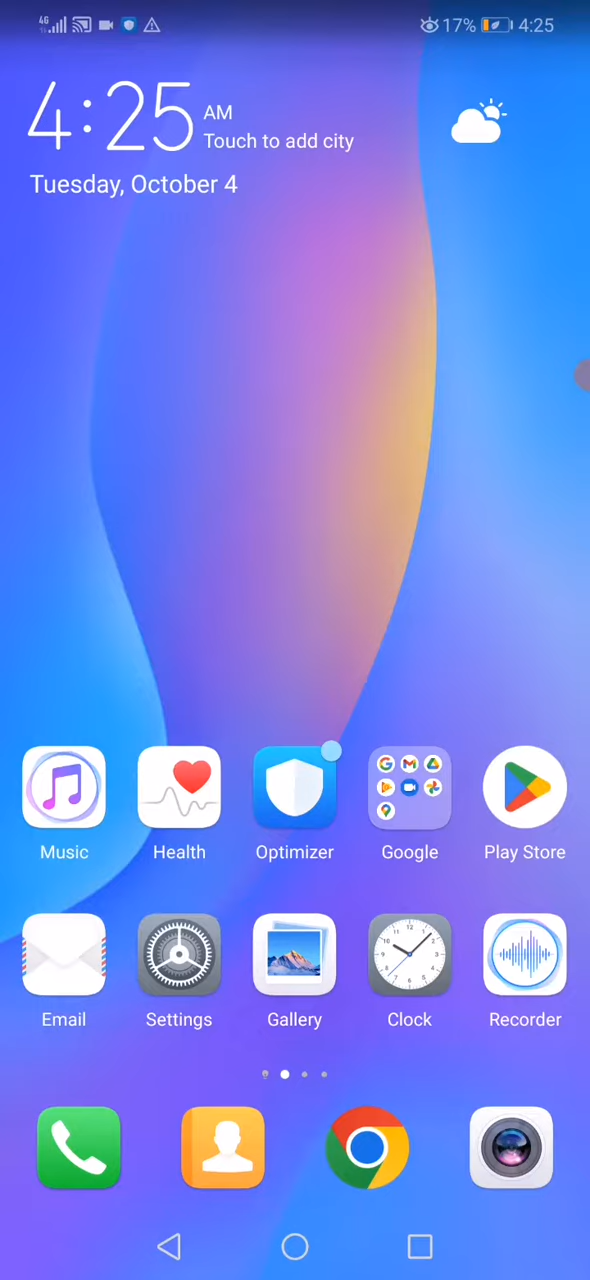 4G 17% 4:25
4:25 AM
Touch to add city
Tuesday, October 4
Music Health Optimizer Google Play Store
Email Settings Gallery Clock Recorder